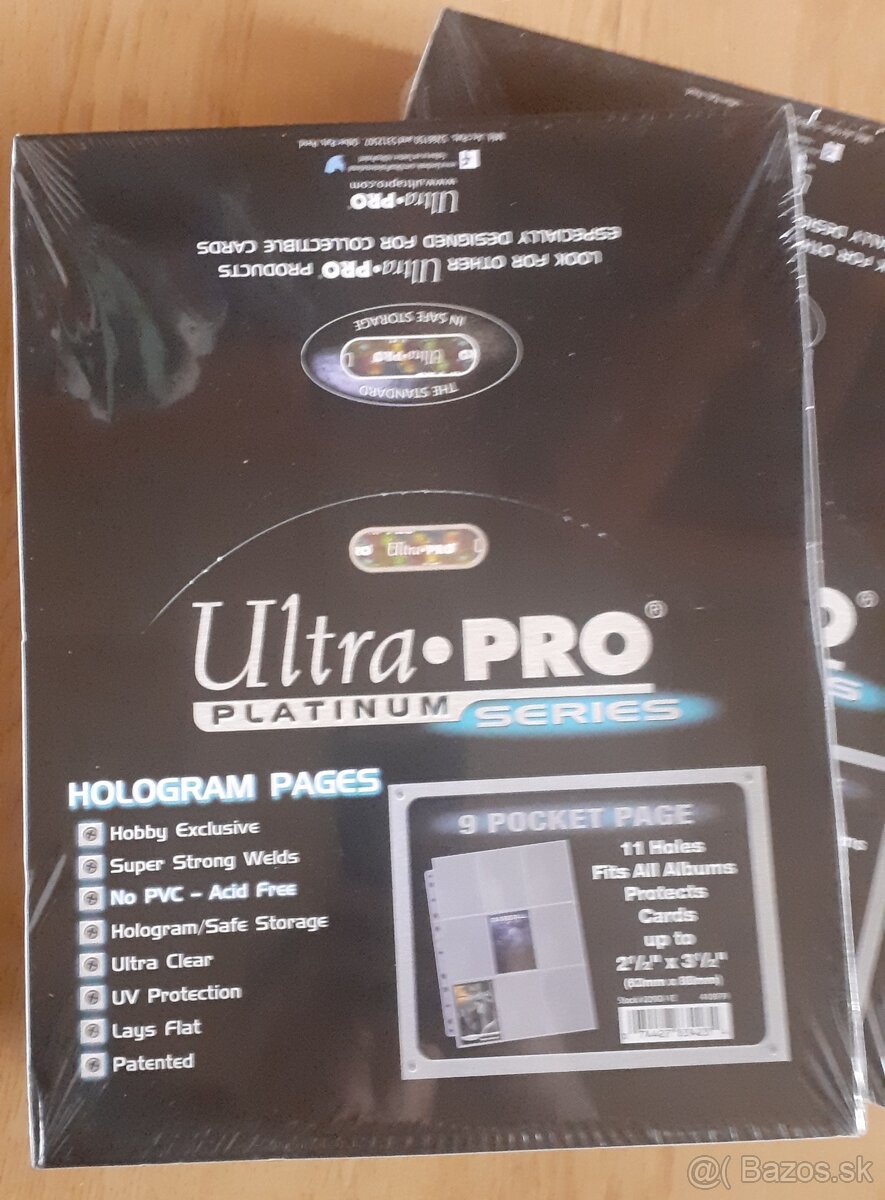 www.ultrapro.com
Ultra•PRO®
LOOK FOR OTHER Ultra•PRO® PRODUCTS
ESPECIALLY DESIGNED FOR COLLECTIBLE CARDS
THE STANDARD
Ultra•PRO
IN SAFE STORAGE
Ultra•PRO
Ultra•PRO®
PLATINUM SERIES
HOLOGRAM PAGES
Hobby Exclusive
Super Strong Welds
No PVC – Acid Free
Hologram/Safe Storage
Ultra Clear
UV Protection
Lays Flat
Patented
9 POCKET PAGE
11 Holes
Fits All Albums
Protects
Cards
up to
2½" x 3½"
@( Bazos.sk